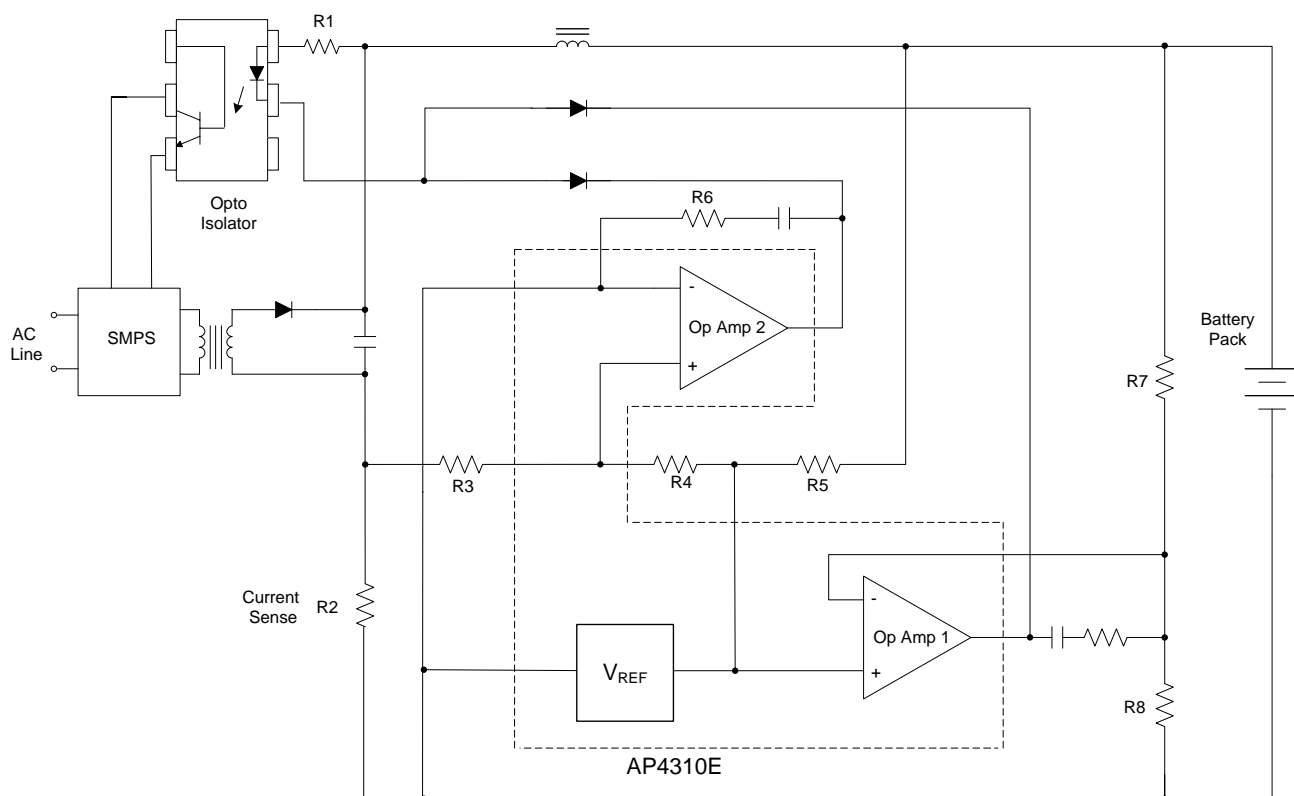 R1
Opto
Isolator
R6
-
Op Amp 2
+
AC
Line
SMPS
Battery
Pack
R7
R3
R4
R5
Current
Sense
R2
-
Op Amp 1
+
VREF
R8
AP4310E